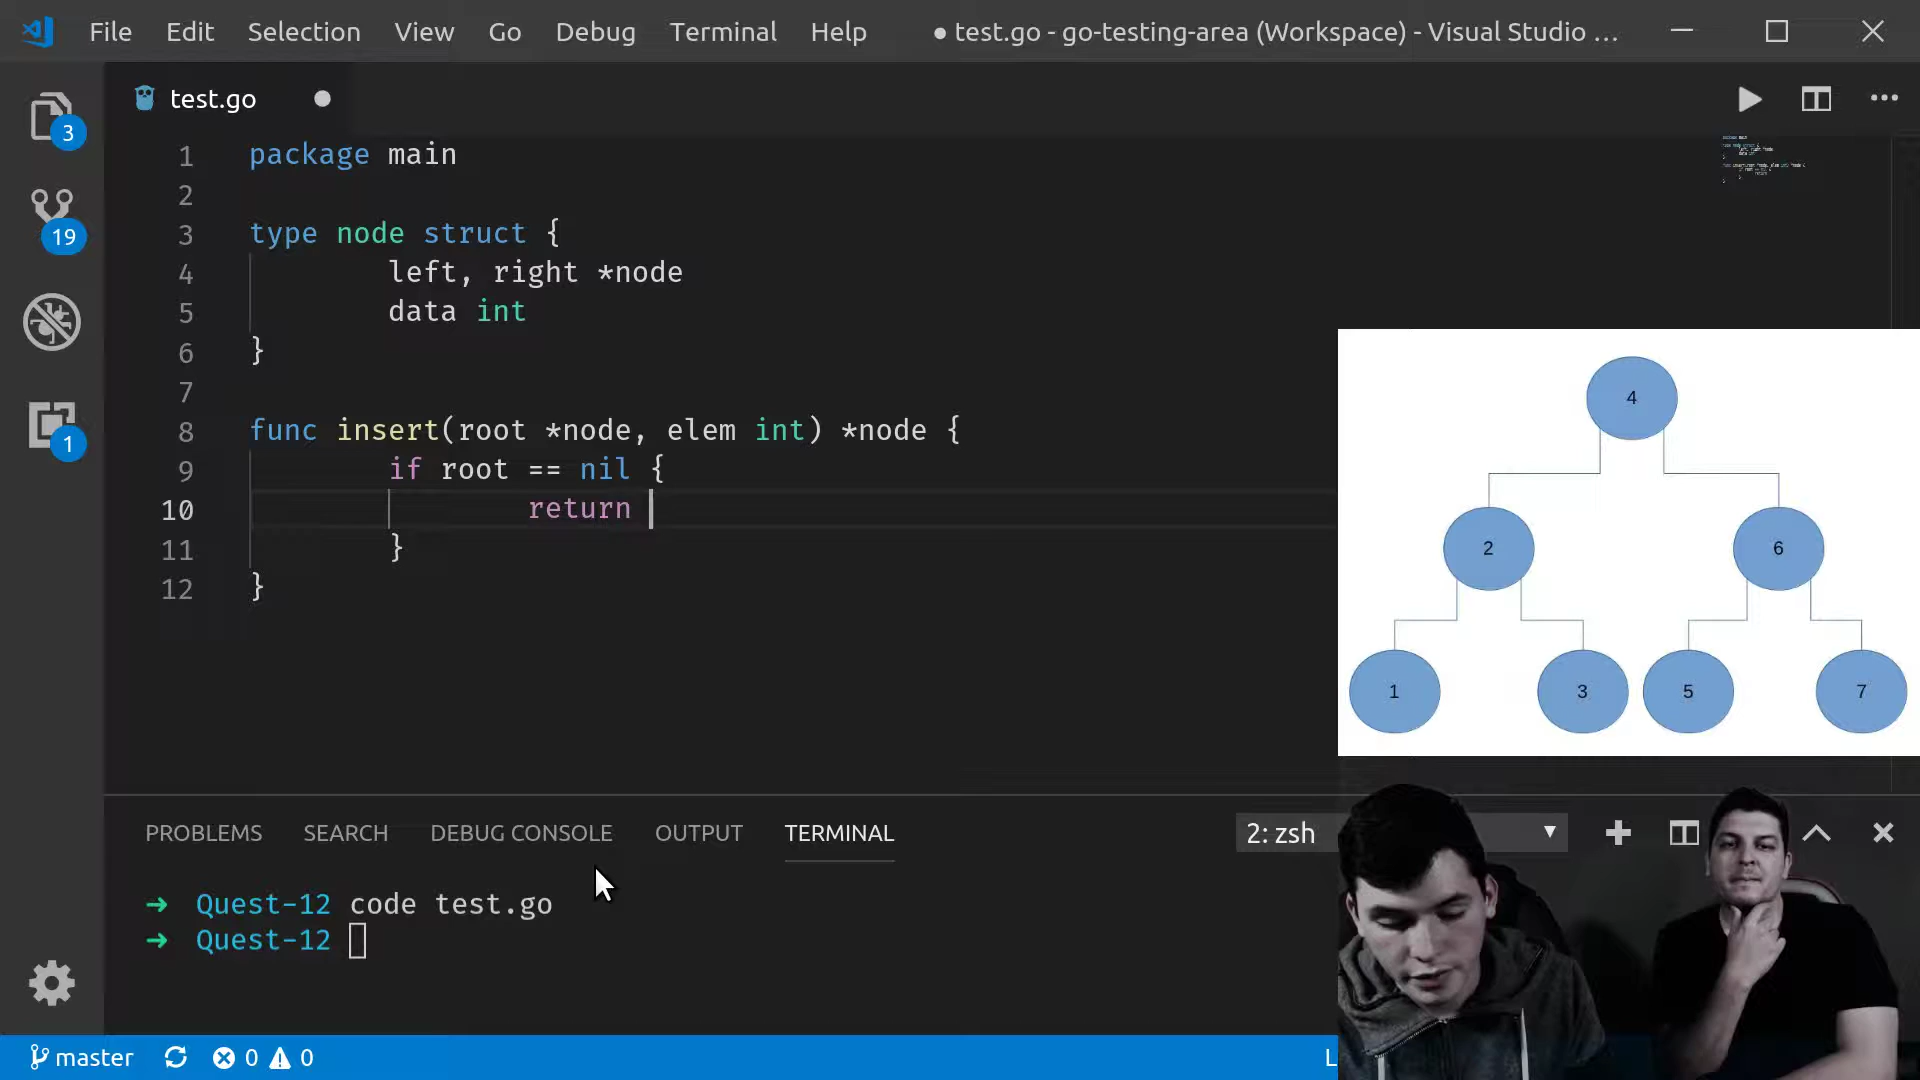 File Edit Selection View Go Debug Terminal Help ● test.go - go-testing-area (Workspace) - Visual Studio ...
test.go
3
19
1
1 package main
2
3 type node struct {
4 left, right *node
5 data int
6 }
7
8 func insert(root *node, elem int) *node {
9 if root == nil {
10 return
11 }
12 }
4
2 6
1 3 5 7
PROBLEMS SEARCH DEBUG CONSOLE OUTPUT TERMINAL 2: zsh
➜ Quest-12 code test.go
➜ Quest-12
master 0 0 L